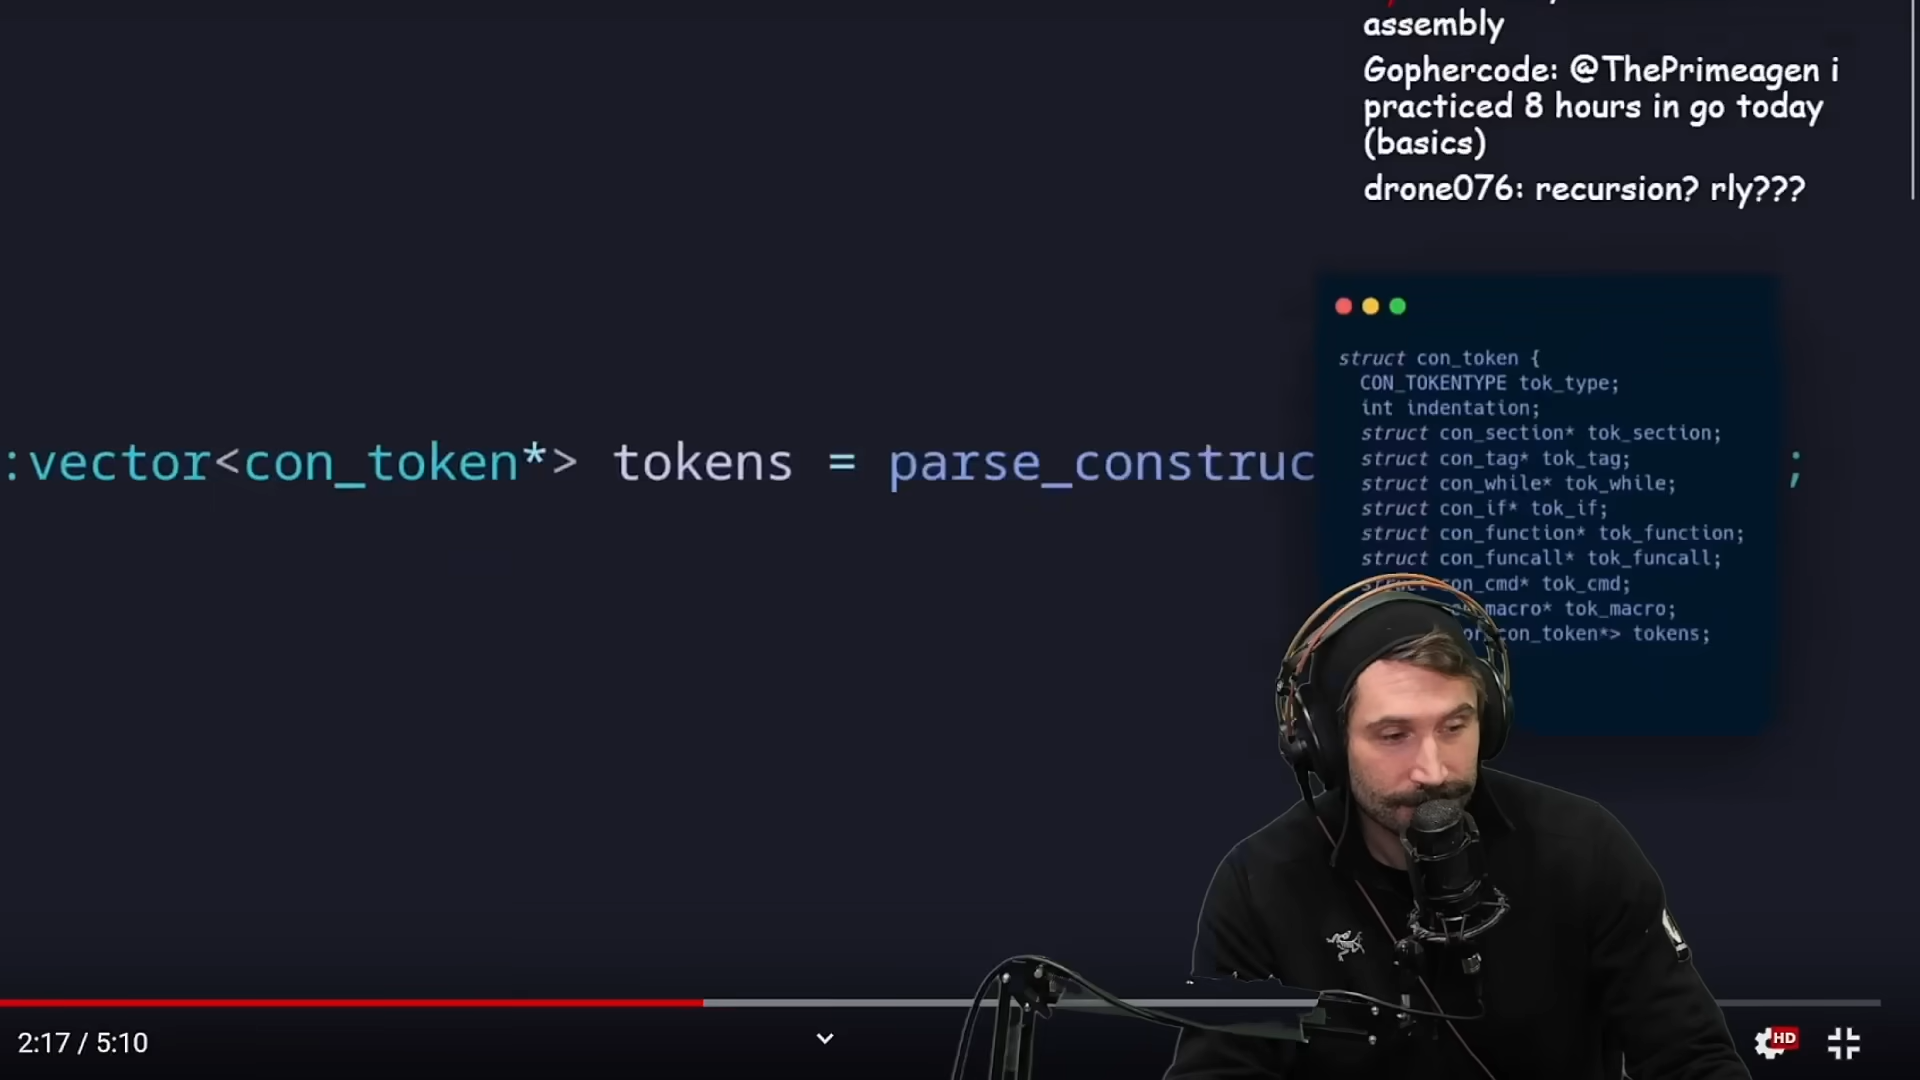 assembly
Gophercode: @ThePrimeagen i
practiced 8 hours in go today
(basics)
drone076: recursion? rly???
struct con_token {
CON_TOKENTYPE tok_type;
int indentation;
struct con_section* tok_section;
struct con_tag* tok_tag;
struct con_while* tok_while;
struct con_if* tok_if;
struct con_function* tok_function;
struct con_funcall* tok_funcall;
struct con_cmd* tok_cmd;
macro* tok_macro;
con_token*> tokens;
:vector<con_token*> tokens = parse_construc ;
2:17 / 5:10
HD